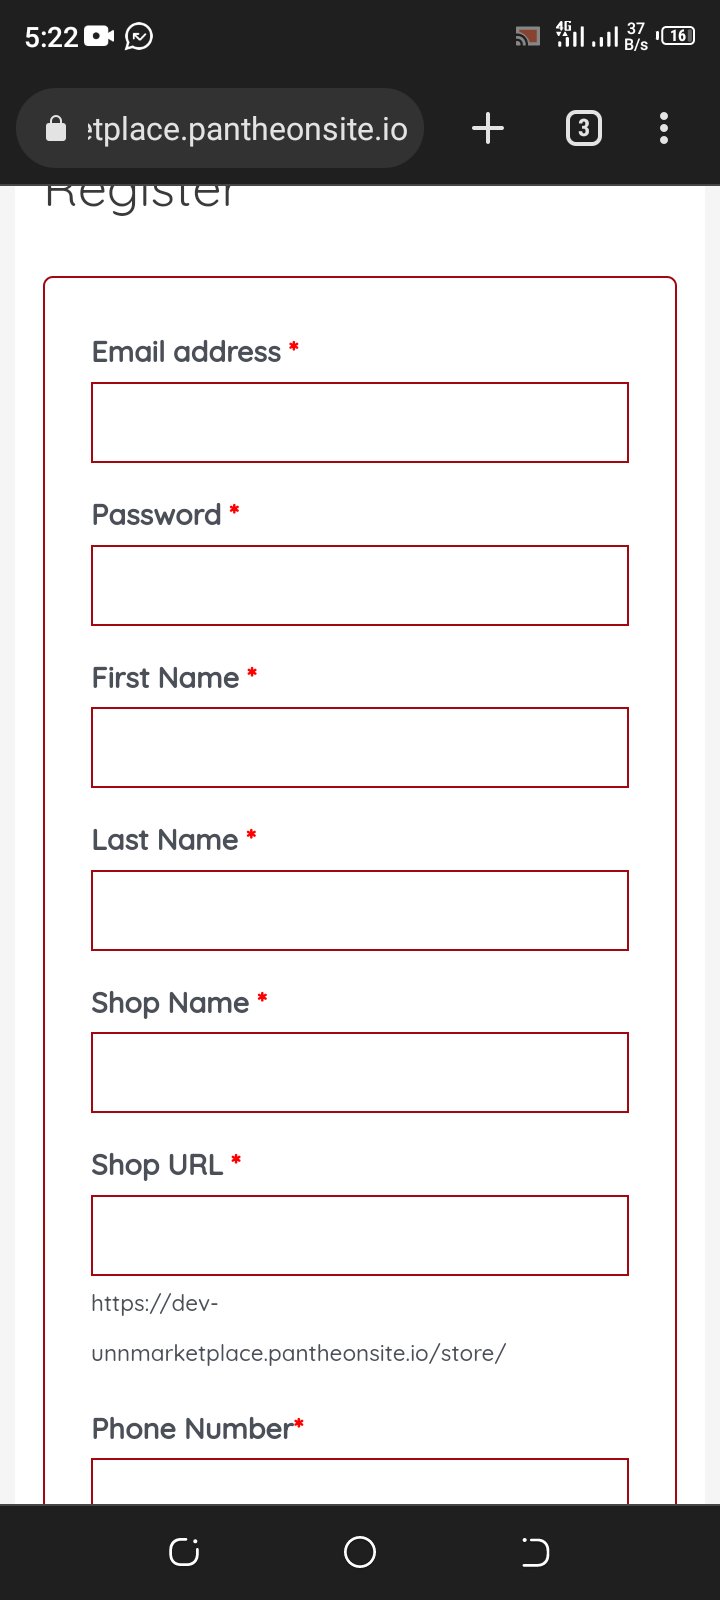 5:22
4G
37
B/s
16
etplace.pantheonsite.io
3
Register
Email address *
Password *
First Name *
Last Name *
Shop Name *
Shop URL *
https://dev-
unnmarketplace.pantheonsite.io/store/
Phone Number*